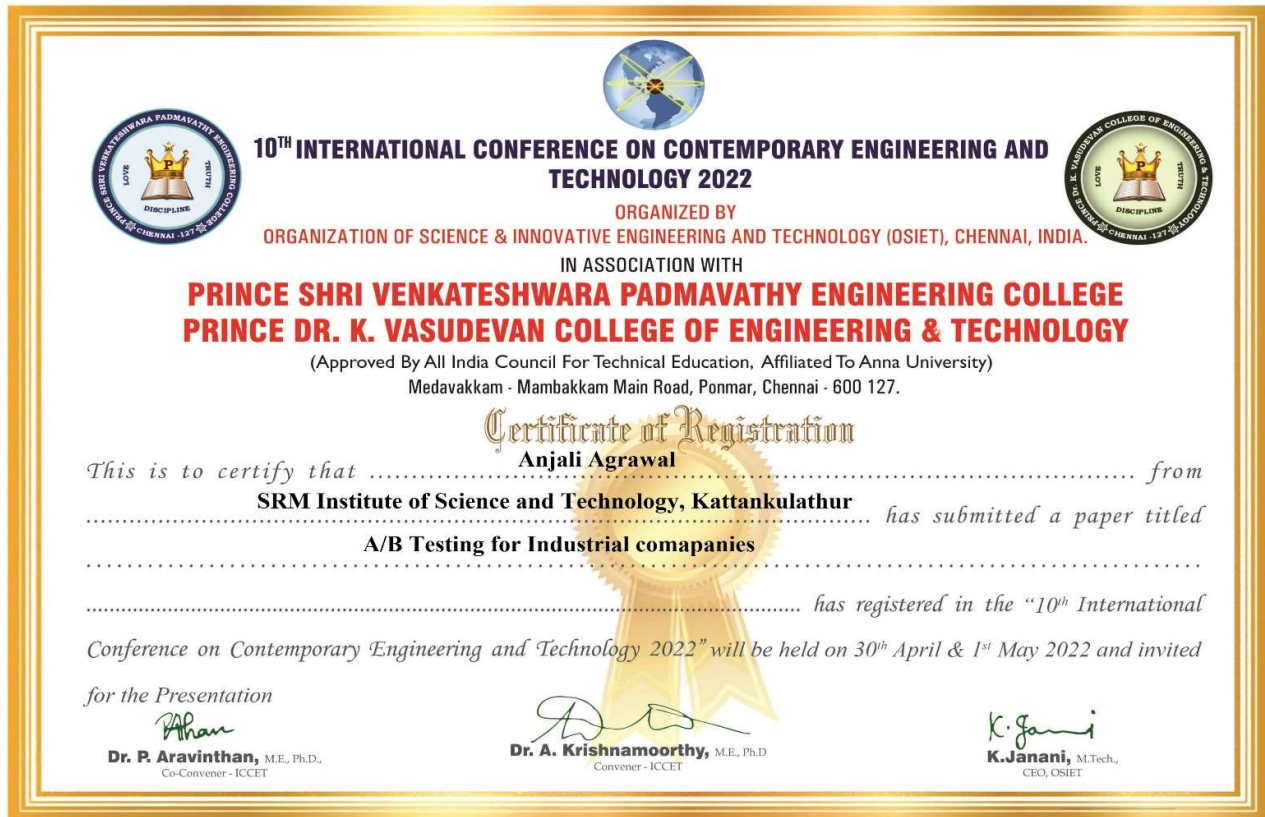 PRINCE SHRI VENKATESHWARA PADMAVATHY ENGINEERING COLLEGE
CHENNAI -127
LOVE
P
TRUTH
DISCIPLINE
10TH INTERNATIONAL CONFERENCE ON CONTEMPORARY ENGINEERING AND
TECHNOLOGY 2022
PRINCE Dr. K. VASUDEVAN COLLEGE OF ENGINEERING & TECHNOLOGY
CHENNAI -127
LOVE
P
TRUTH
DISCIPLINE
ORGANIZED BY
ORGANIZATION OF SCIENCE & INNOVATIVE ENGINEERING AND TECHNOLOGY (OSIET), CHENNAI, INDIA.
IN ASSOCIATION WITH
PRINCE SHRI VENKATESHWARA PADMAVATHY ENGINEERING COLLEGE
PRINCE DR. K. VASUDEVAN COLLEGE OF ENGINEERING & TECHNOLOGY
(Approved By All India Council For Technical Education, Affiliated To Anna University)
Medavakkam - Mambakkam Main Road, Ponmar, Chennai - 600 127.
Certificate of Registration
This is to certify that Anjali Agrawal from
SRM Institute of Science and Technology, Kattankulathur has submitted a paper titled
A/B Testing for Industrial comapanies
has registered in the “10th International
Conference on Contemporary Engineering and Technology 2022” will be held on 30th April & 1st May 2022 and invited
for the Presentation
Dr. P. Aravinthan, M.E., Ph.D.,
Co-Convener - ICCET
Dr. A. Krishnamoorthy, M.E., Ph.D
Convener - ICCET
K. Janani
K.Janani, M.Tech.,
CEO, OSIET